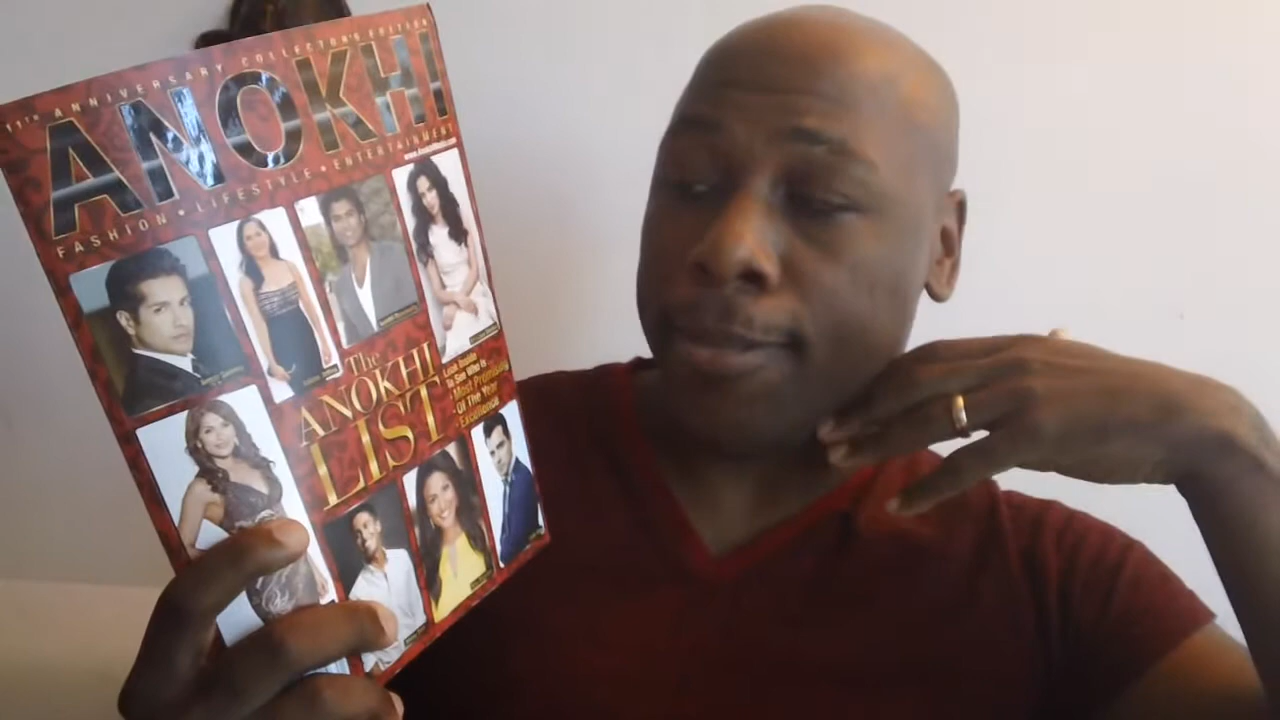 11TH ANNIVERSARY COLLECTOR'S EDITION
ANOKHI
FASHION • LIFESTYLE • ENTERTAINMENT
The
ANOKHI
LIST
Look Inside
To See Who is
• Most Promising
Of The Year
• Excellence